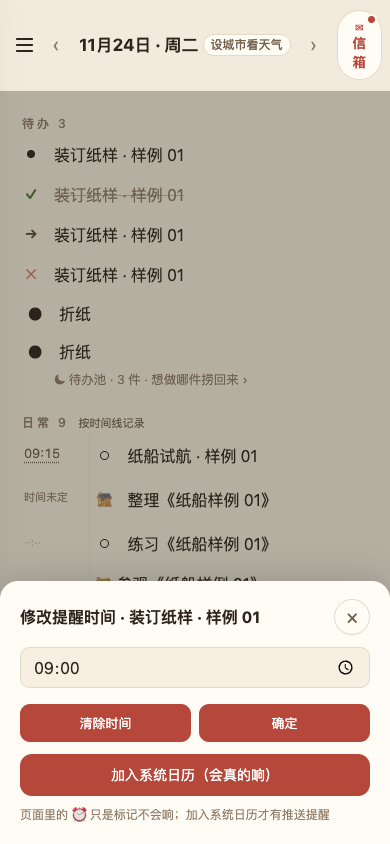 11月24日 · 周二 设城市看天气
信
箱
待办 3
装订纸样 · 样例 01
装订纸样 · 样例 01
装订纸样 · 样例 01
装订纸样 · 样例 01
折纸
折纸
待办池 · 3 件 · 想做哪件捞回来 ›
日常 9 按时间线记录
09:15 纸船试航 · 样例 01
时间未定 整理《纸船样例 01》
--:-- 练习《纸船样例 01》
修改提醒时间 · 装订纸样 · 样例 01
09:00
清除时间 确定
加入系统日历（会真的响）
页面里的 ⏰ 只是标记不会响；加入系统日历才有推送提醒